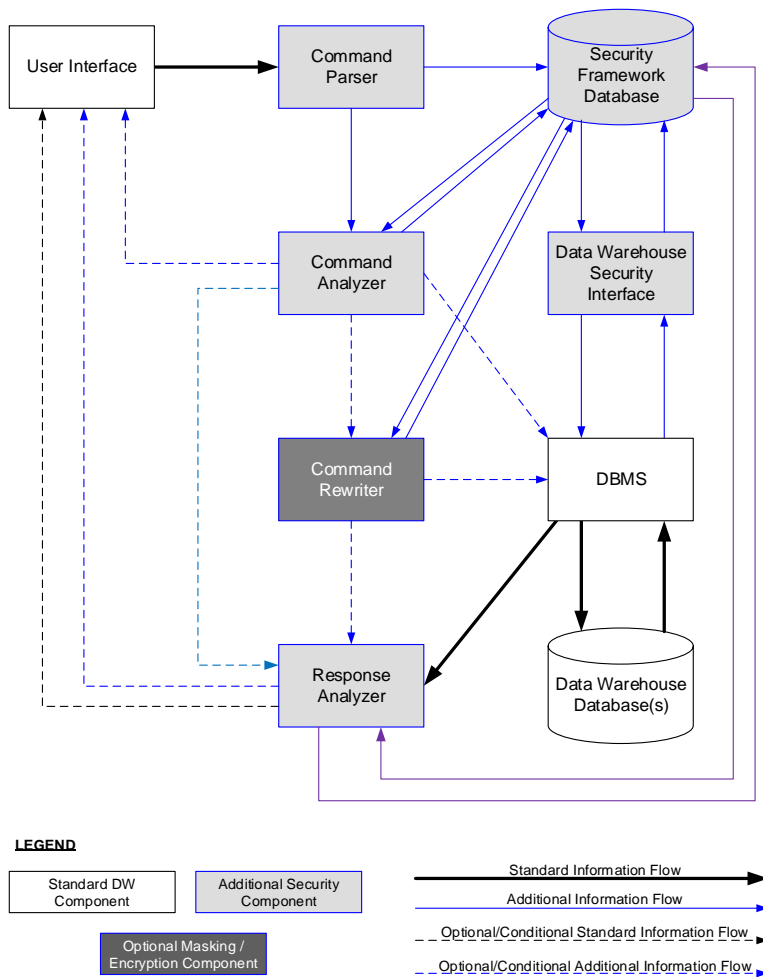 User Interface
Command
Parser
Security
Framework
Database
Command
Analyzer
Data Warehouse
Security
Interface
Command
Rewriter
DBMS
Response
Analyzer
Data Warehouse
Database(s)
LEGEND
Standard DW
Component
Additional Security
Component
Optional Masking /
Encryption Component
Standard Information Flow
Additional Information Flow
Optional/Conditional Standard Information Flow
Optional/Conditional Additional Information Flow